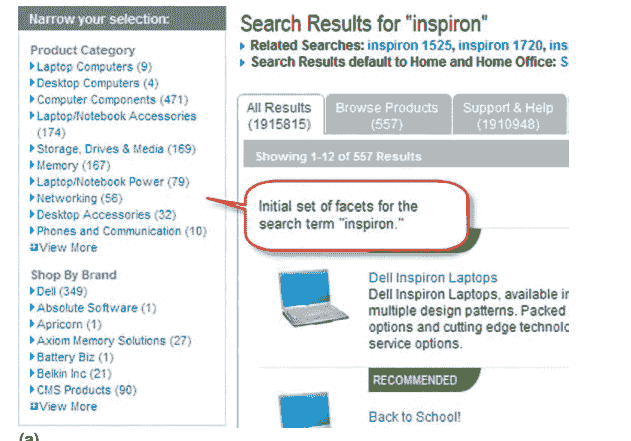 Narrow your selection:
Product Category
Laptop Computers (9)
Desktop Computers (4)
Computer Components (471)
Laptop/Notebook Accessories
(174)
Storage, Drives & Media (169)
Memory (167)
Laptop/Notebook Power (79)
Networking (56)
Desktop Accessories (32)
Phones and Communication (10)
View More
Shop By Brand
Dell (349)
Absolute Software (1)
Apricorn (1)
Axiom Memory Solutions (27)
Battery Biz (1)
Belkin Inc (21)
CMS Products (90)
View More
(a)
Search Results for "inspiron"
Related Searches: inspiron 1525, inspiron 1720, ins
Search Results default to Home and Home Office: S
All Results
(1915815)
Browse Products
(557)
Support & Help
(1910948)
Showing 1-12 of 557 Results
Initial set of facets for the
search term "inspiron."
Dell Inspiron Laptops
Dell Inspiron Laptops, available in
multiple design patterns. Packed
options and cutting edge technolo
service options.
RECOMMENDED
Back to School!